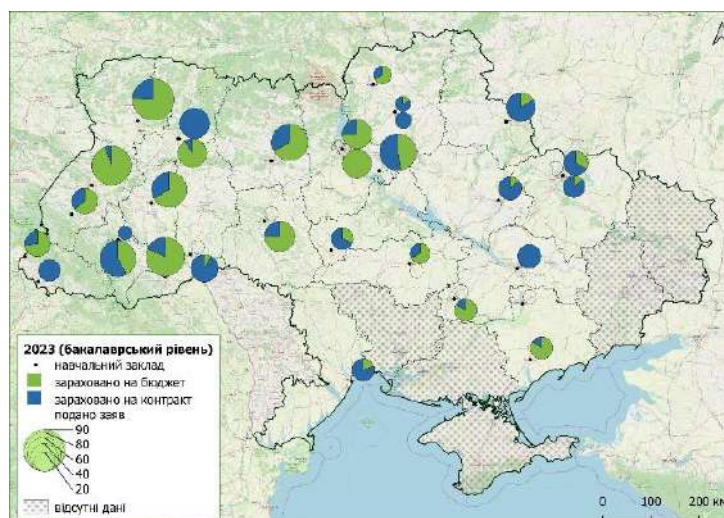 2023 (бакалаврський рівень)
навчальний заклад
зараховано на бюджет
зараховано на контракт
подано заяв
90
80
60
40
20
відсутні дані
0 100 200 км